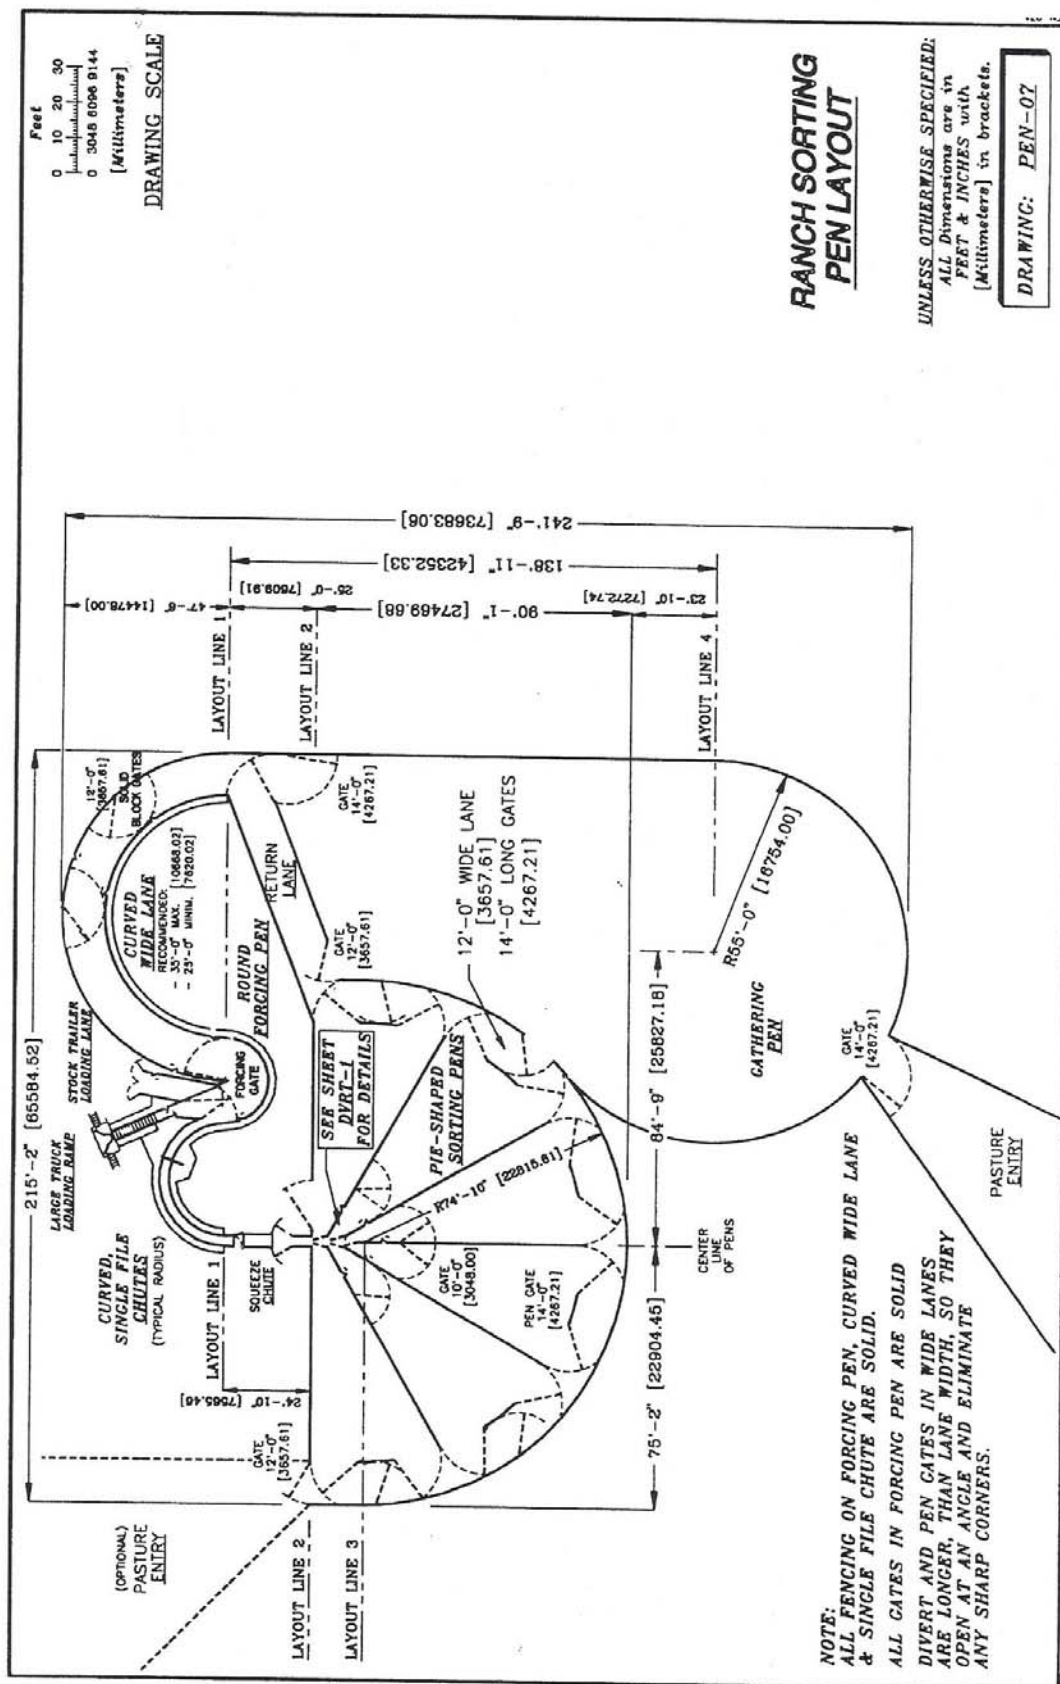 Feet
0 10 20 30
0 3048 6096 9144
[Millimeters]
DRAWING SCALE
RANCH SORTING
PEN LAYOUT
UNLESS OTHERWISE SPECIFIED:
ALL Dimensions are in
FEET & INCHES with
[Millimeters] in brackets.
DRAWING: PEN-07
241'-9" [73683.06]
138'-11" [42352.33]
47'-6" [14478.00]
25'-0" [7609.91]
90'-1" [27469.68]
23'-10" [7272.74]
LAYOUT LINE 1
LAYOUT LINE 2
LAYOUT LINE 4
215'-2" [65584.52]
12'-0"
[3657.61]
SOLID
BLOCK GATES
CURVED
WIDE LANE
RECOMMENDED:
- 35'-0" MAX. [10668.02]
- 25'-0" MINIM. [7620.02]
RETURN
LANE
GATE
14'-0"
[4267.21]
ROUND
FORCING PEN
GATE
12'-0"
[3657.61]
STOCK TRAILER
LOADING LANE
FORCING
GATE
LARGE TRUCK
LOADING RAMP
SEE SHEET
DVRT-1
FOR DETAILS
PIE-SHAPED
SORTING PENS
12'-0" WIDE LANE
[3657.61]
14'-0" LONG GATES
[4267.21]
R55'-0" [16754.00]
GATHERING
PEN
84'-9" [25827.18]
GATE
14'-0"
[4267.21]
PASTURE
ENTRY
CURVED,
SINGLE FILE
CHUTES
(TYPICAL RADIUS)
LAYOUT LINE 1
SQUEEZE
CHUTE
R74'-10" [22815.61]
GATE
10'-0"
[3048.00]
PEN GATE
14'-0"
[4267.21]
CENTER
LINE
OF PENS
24'-10" [7565.46]
GATE
12'-0"
[3657.61]
75'-2" [22904.45]
(OPTIONAL)
PASTURE
ENTRY
LAYOUT LINE 2
LAYOUT LINE 3
NOTE:
ALL FENCING ON FORCING PEN, CURVED WIDE LANE
& SINGLE FILE CHUTE ARE SOLID.
ALL GATES IN FORCING PEN ARE SOLID
DIVERT AND PEN GATES IN WIDE LANES
ARE LONGER, THAN LANE WIDTH, SO THEY
OPEN AT AN ANGLE AND ELIMINATE
ANY SHARP CORNERS.